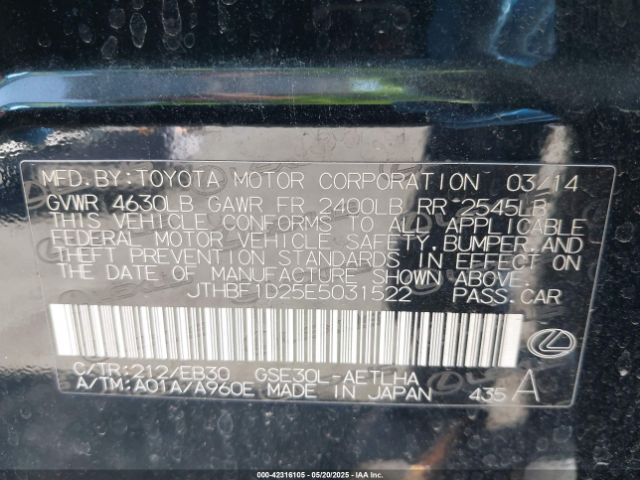 MFD.BY:TOYOTA MOTOR CORPORATION 03/14
GVWR 4630LB GAWR FR 2400LB RR 2545LB
THIS VEHICLE CONFORMS TO ALL APPLICABLE
FEDERAL MOTOR VEHICLE SAFETY,BUMPER,AND
THEFT PREVENTION STANDARDS IN EFFECT ON
THE DATE OF MANUFACTURE SHOWN ABOVE.
JTHBF1D25E5031522 PASS.CAR
C/TR:212/EB30 GSE30L-AETLHA
A/TM:A01A/A960E MADE IN JAPAN 435 A
00-42316105 - 05/20/2025 - IAAI.COM